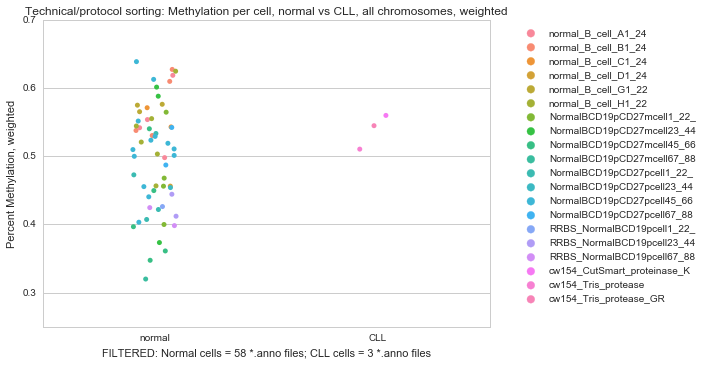 Technical/protocol sorting: Methylation per cell, normal vs CLL, all chromosomes, weighted
0.7
0.6
0.5
0.4
0.3
Percent Methylation, weighted
normal
CLL
FILTERED: Normal cells = 58 *.anno files; CLL cells = 3 *.anno files
normal_B_cell_A1_24
normal_B_cell_B1_24
normal_B_cell_C1_24
normal_B_cell_D1_24
normal_B_cell_G1_22
normal_B_cell_H1_22
NormalBCD19pCD27mcell1_22_
NormalBCD19pCD27mcell23_44
NormalBCD19pCD27mcell45_66
NormalBCD19pCD27mcell67_88
NormalBCD19pCD27pcell1_22_
NormalBCD19pCD27pcell23_44
NormalBCD19pCD27pcell45_66
NormalBCD19pCD27pcell67_88
RRBS_NormalBCD19pcell1_22_
RRBS_NormalBCD19pcell23_44
RRBS_NormalBCD19pcell67_88
cw154_CutSmart_proteinase_K
cw154_Tris_protease
cw154_Tris_protease_GR